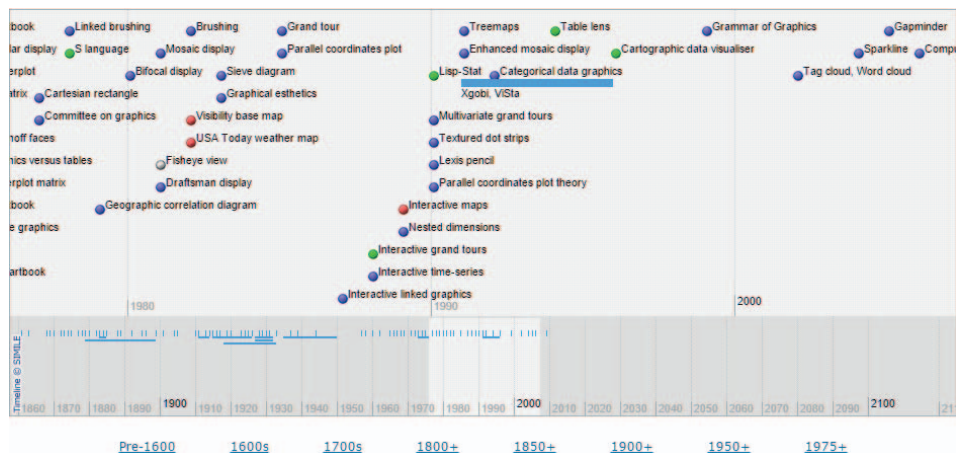 rbook Linked brushing Brushing Grand tour Treemaps Table lens Grammar of Graphics Gapminder
lar display S language Mosaic display Parallel coordinates plot Enhanced mosaic display Cartographic data visualiser Sparkline Compu
erplot Bifocal display Sieve diagram Lisp-Stat Categorical data graphics Tag cloud, Word cloud
atrix Cartesian rectangle Graphical esthetics Xgobi, ViSta
Committee on graphics Visibility base map Multivariate grand tours
noff faces USA Today weather map Textured dot strips
nics versus tables Fisheye view Lexis pencil
erplot matrix Draftsman display Parallel coordinates plot theory
rbook Geographic correlation diagram Interactive maps
e graphics Nested dimensions
Interactive grand tours
artbook Interactive time-series
Interactive linked graphics
1980 1990 2000
Timeline © SIMILE
1860 1870 1880 1890 1900 1910 1920 1930 1940 1950 1960 1970 1980 1990 2000 2010 2020 2030 2040 2050 2060 2070 2080 2090 2100 211
Pre-1600 1600s 1700s 1800+ 1850+ 1900+ 1950+ 1975+